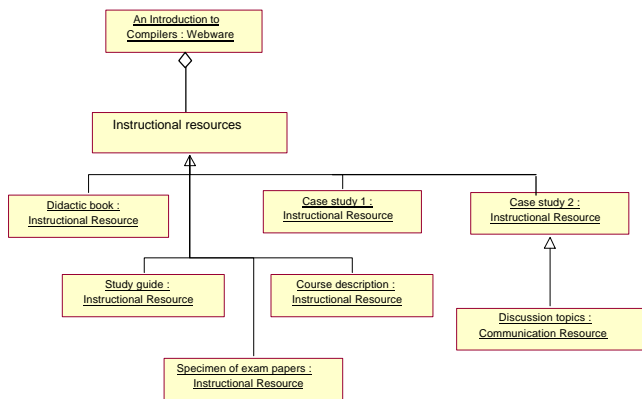 An Introduction to
Compilers : Webware
Instructional resources
Didactic book :
Instructional Resource
Case study 1 :
Instructional Resource
Case study 2 :
Instructional Resource
Study guide :
Instructional Resource
Course description :
Instructional Resource
Discussion topics :
Communication Resource
Specimen of exam papers :
Instructional Resource